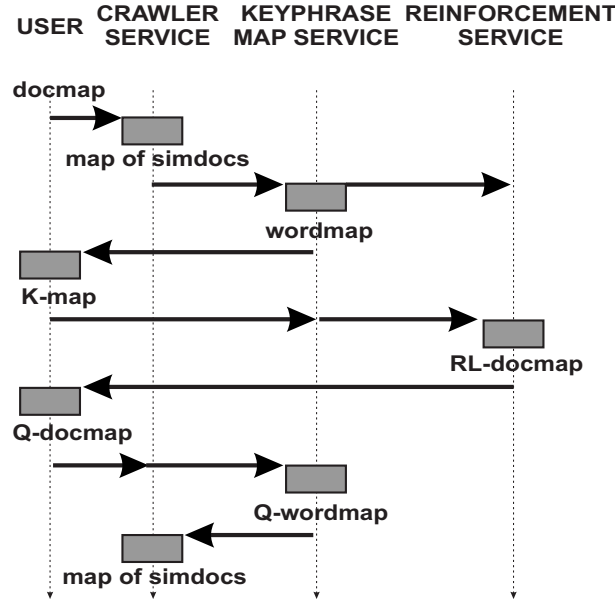 USER
CRAWLER
SERVICE
KEYPHRASE
MAP SERVICE
REINFORCEMENT
SERVICE
docmap
map of simdocs
wordmap
K-map
RL-docmap
Q-docmap
Q-wordmap
map of simdocs